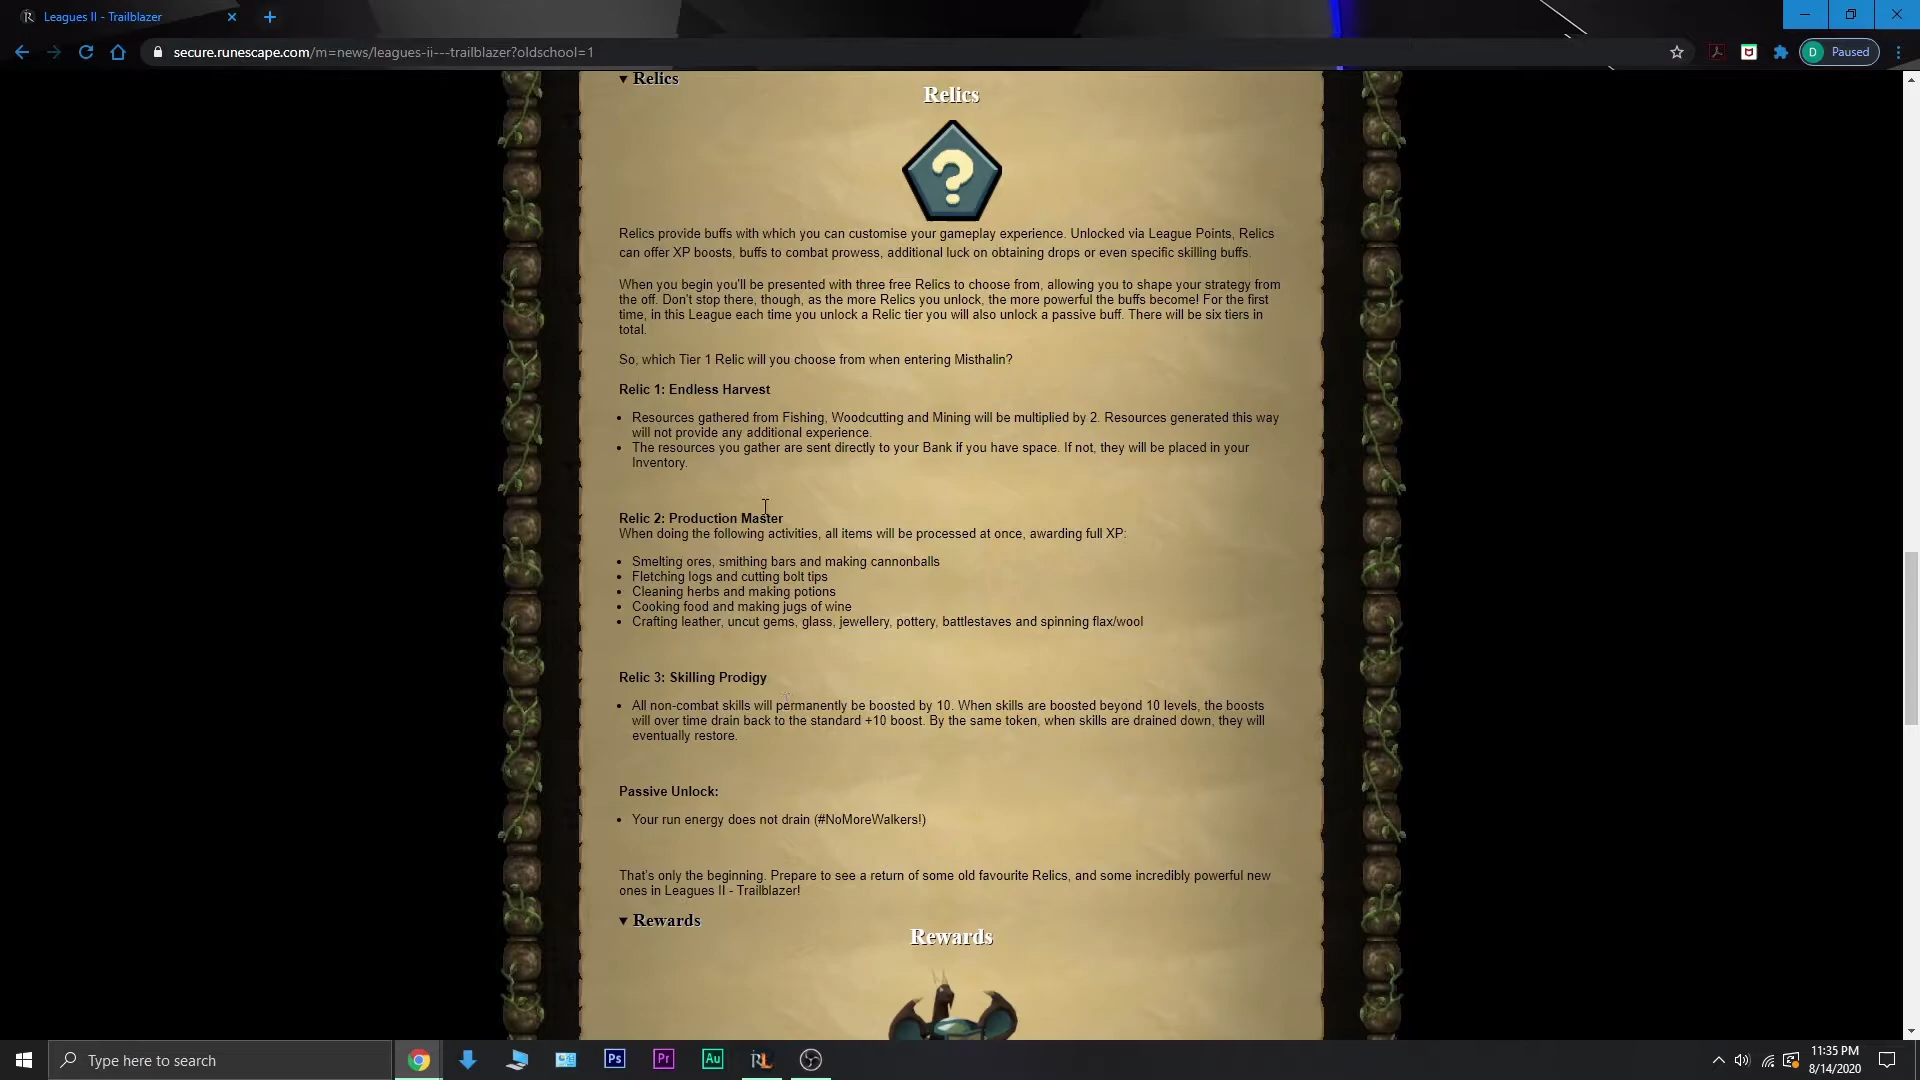 Leagues II - Trailblazer
secure.runescape.com/m=news/leagues-ii---trailblazer?oldschool=1
D Paused
Relics
Relics
?
Relics provide buffs with which you can customise your gameplay experience. Unlocked via League Points, Relics
can offer XP boosts, buffs to combat prowess, additional luck on obtaining drops or even specific skilling buffs.
When you begin you'll be presented with three free Relics to choose from, allowing you to shape your strategy from
the off. Don't stop there, though, as the more Relics you unlock, the more powerful the buffs become! For the first
time, in this League each time you unlock a Relic tier you will also unlock a passive buff. There will be six tiers in
total.
So, which Tier 1 Relic will you choose from when entering Misthalin?
Relic 1: Endless Harvest
• Resources gathered from Fishing, Woodcutting and Mining will be multiplied by 2. Resources generated this way
will not provide any additional experience.
• The resources you gather are sent directly to your Bank if you have space. If not, they will be placed in your
Inventory.
Relic 2: Production Master
When doing the following activities, all items will be processed at once, awarding full XP:
• Smelting ores, smithing bars and making cannonballs
• Fletching logs and cutting bolt tips
• Cleaning herbs and making potions
• Cooking food and making jugs of wine
• Crafting leather, uncut gems, glass, jewellery, pottery, battlestaves and spinning flax/wool
Relic 3: Skilling Prodigy
• All non-combat skills will permanently be boosted by 10. When skills are boosted beyond 10 levels, the boosts
will over time drain back to the standard +10 boost. By the same token, when skills are drained down, they will
eventually restore.
Passive Unlock:
• Your run energy does not drain (#NoMoreWalkers!)
That's only the beginning. Prepare to see a return of some old favourite Relics, and some incredibly powerful new
ones in Leagues II - Trailblazer!
Rewards
Rewards
Type here to search
Ps
Pr
Au
RL
11:35 PM
8/14/2020